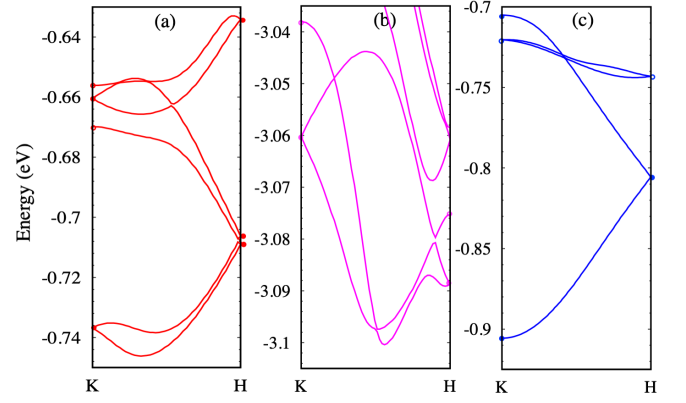 (a)
(b)
(c)
Energy (eV)
-0.64
-0.66
-0.68
-0.7
-0.72
-0.74
K
H
-3.04
-3.05
-3.06
-3.07
-3.08
-3.09
-3.1
K
H
-0.7
-0.75
-0.8
-0.85
-0.9
K
H